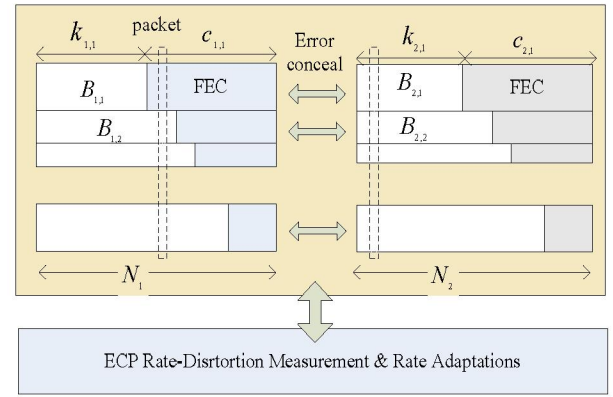 packet
k1,1 c1,1 Error conceal k2,1 c2,1
B1,1 FEC B2,1 FEC
B1,2 B2,2
N1 N2
ECP Rate-Disrtortion Measurement & Rate Adaptations